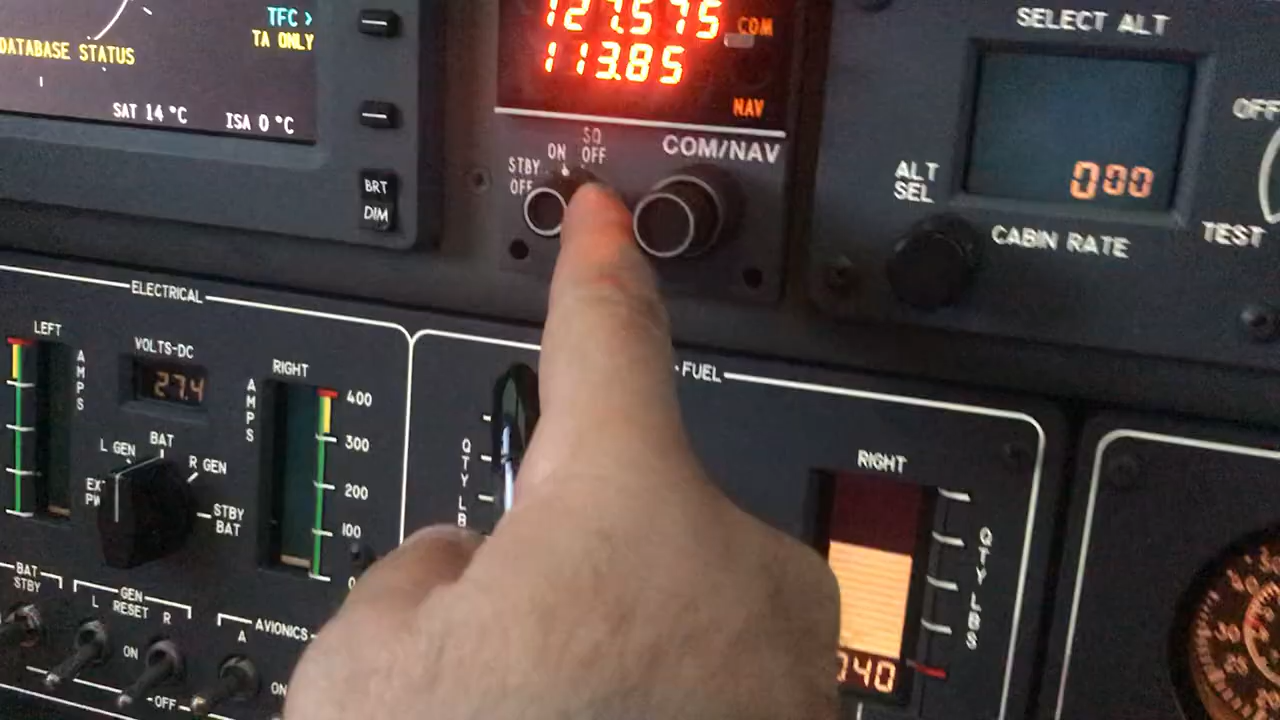 TFC >
TA ONLY
DATABASE STATUS
SAT 14 °C
ISA 0 °C
BRT
DIM
127.575
COM
113.85
NAV
COM/NAV
SQ
OFF
ON
STBY
OFF
SELECT ALT
000
ALT
SEL
CABIN RATE
OFF
TEST
ELECTRICAL
LEFT
AMPS
VOLTS-DC
27.4
RIGHT
AMPS
400
300
200
100
0
L GEN
BAT
R GEN
STBY
BAT
BAT
STBY
GEN
RESET
L
R
ON
OFF
AVIONICS
A
ON
FUEL
QTY
RIGHT
QTY LBS